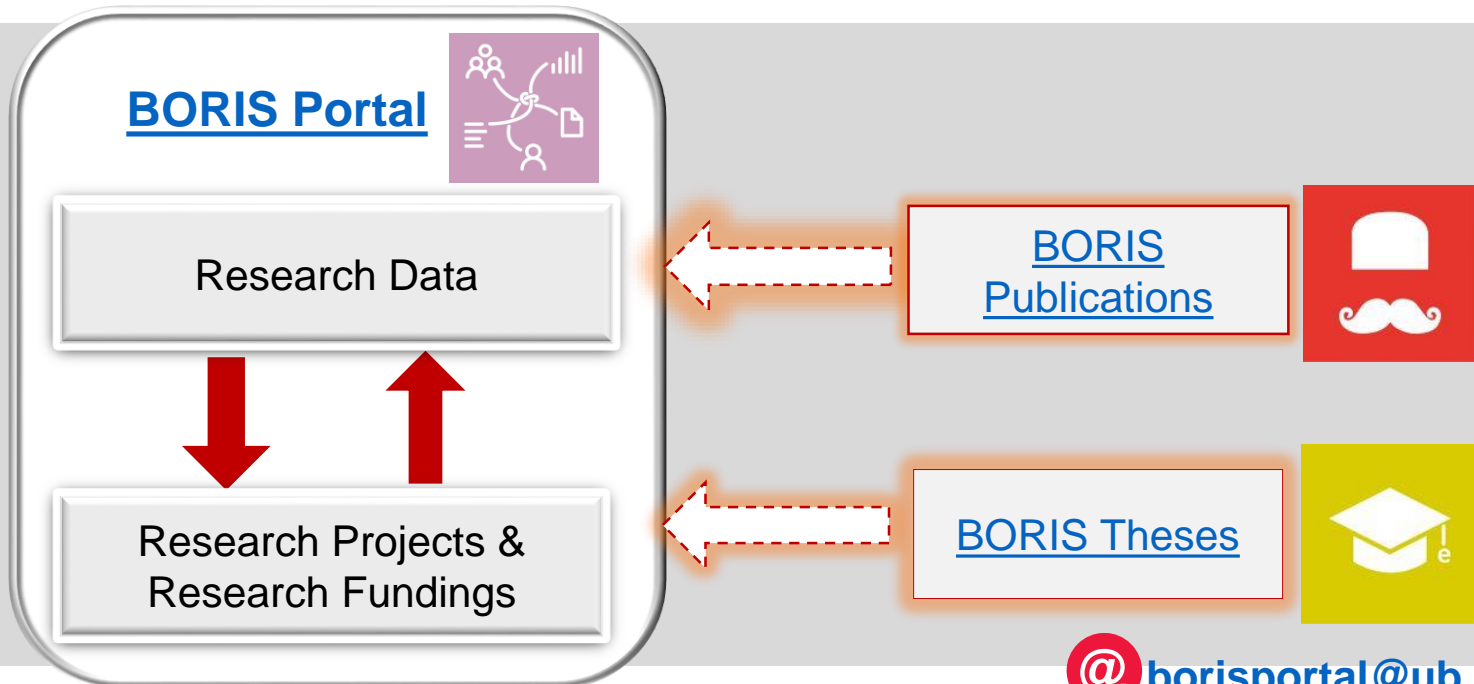 BORIS Portal
Research Data
Research Projects &
Research Fundings
BORIS
Publications
BORIS Theses
e
@borisportal@ub